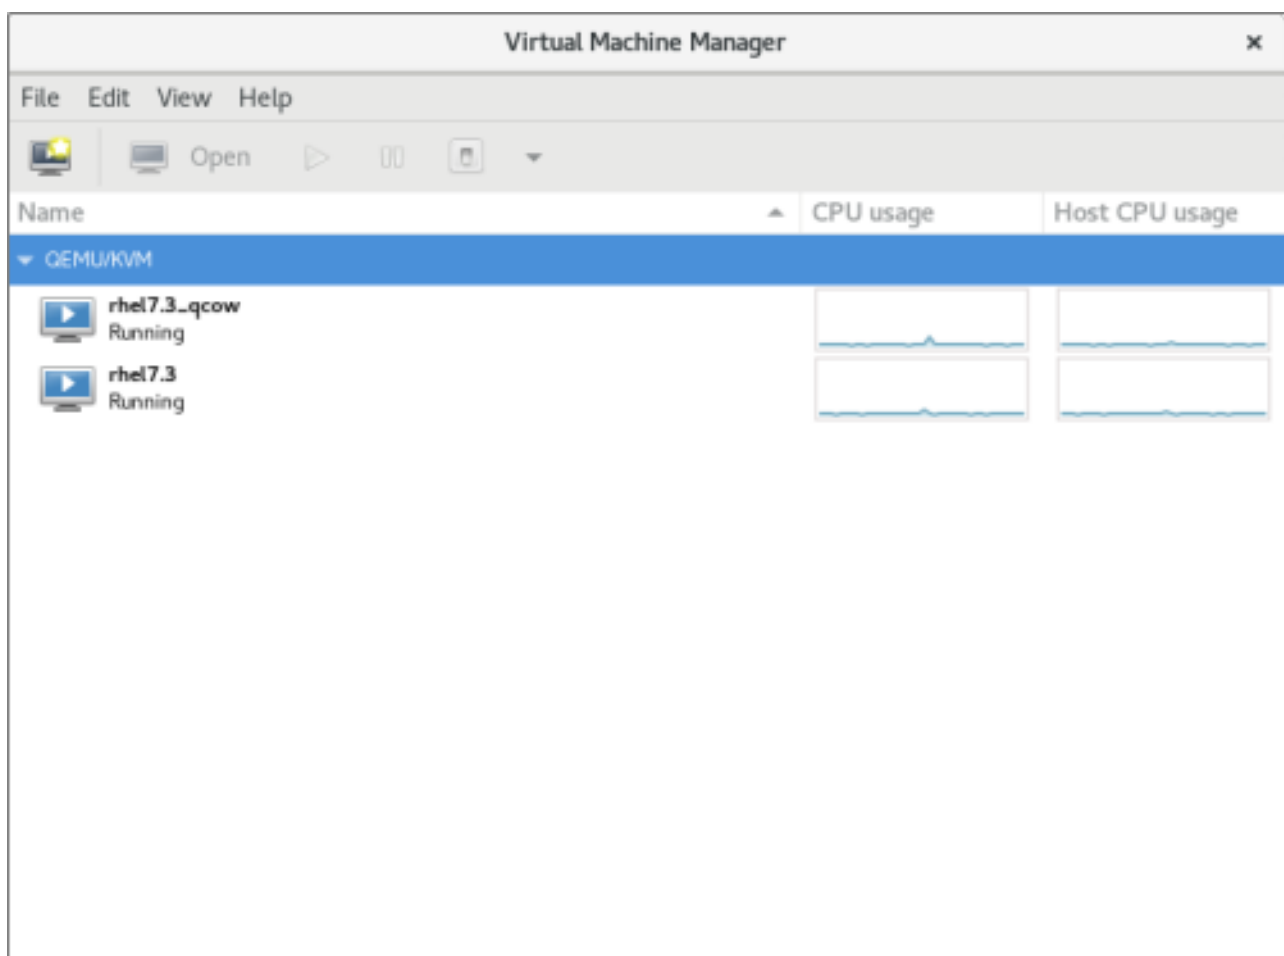 Virtual Machine Manager
File Edit View Help
Open
Name CPU usage Host CPU usage
QEMU/KVM
rhel7.3_qcow
Running
rhel7.3
Running